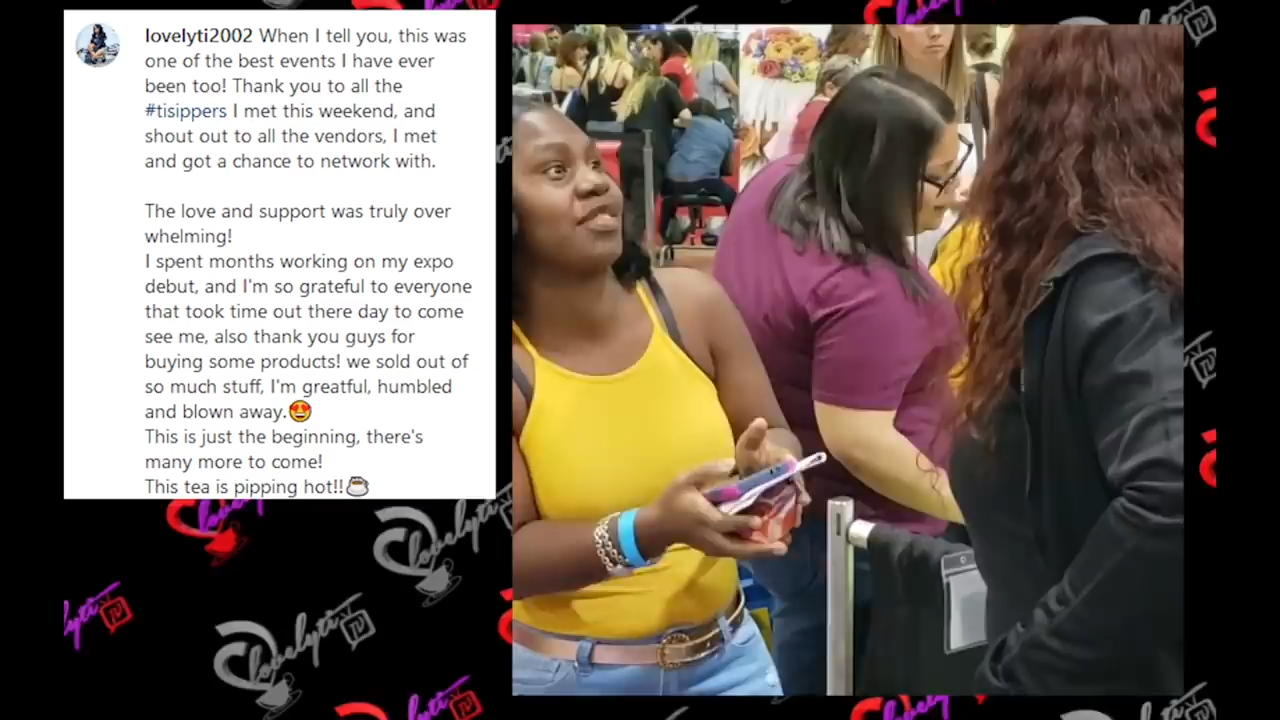 lovelyti2002 When I tell you, this was
one of the best events I have ever
been too! Thank you to all the
#tisippers I met this weekend, and
shout out to all the vendors, I met
and got a chance to network with.
The love and support was truly over
whelming!
I spent months working on my expo
debut, and I'm so grateful to everyone
that took time out there day to come
see me, also thank you guys for
buying some products! we sold out of
so much stuff, I'm greatful, humbled
and blown away.😍
This is just the beginning, there's
many more to come!
This tea is pipping hot!!☕
Lovelyti
Lovelyti